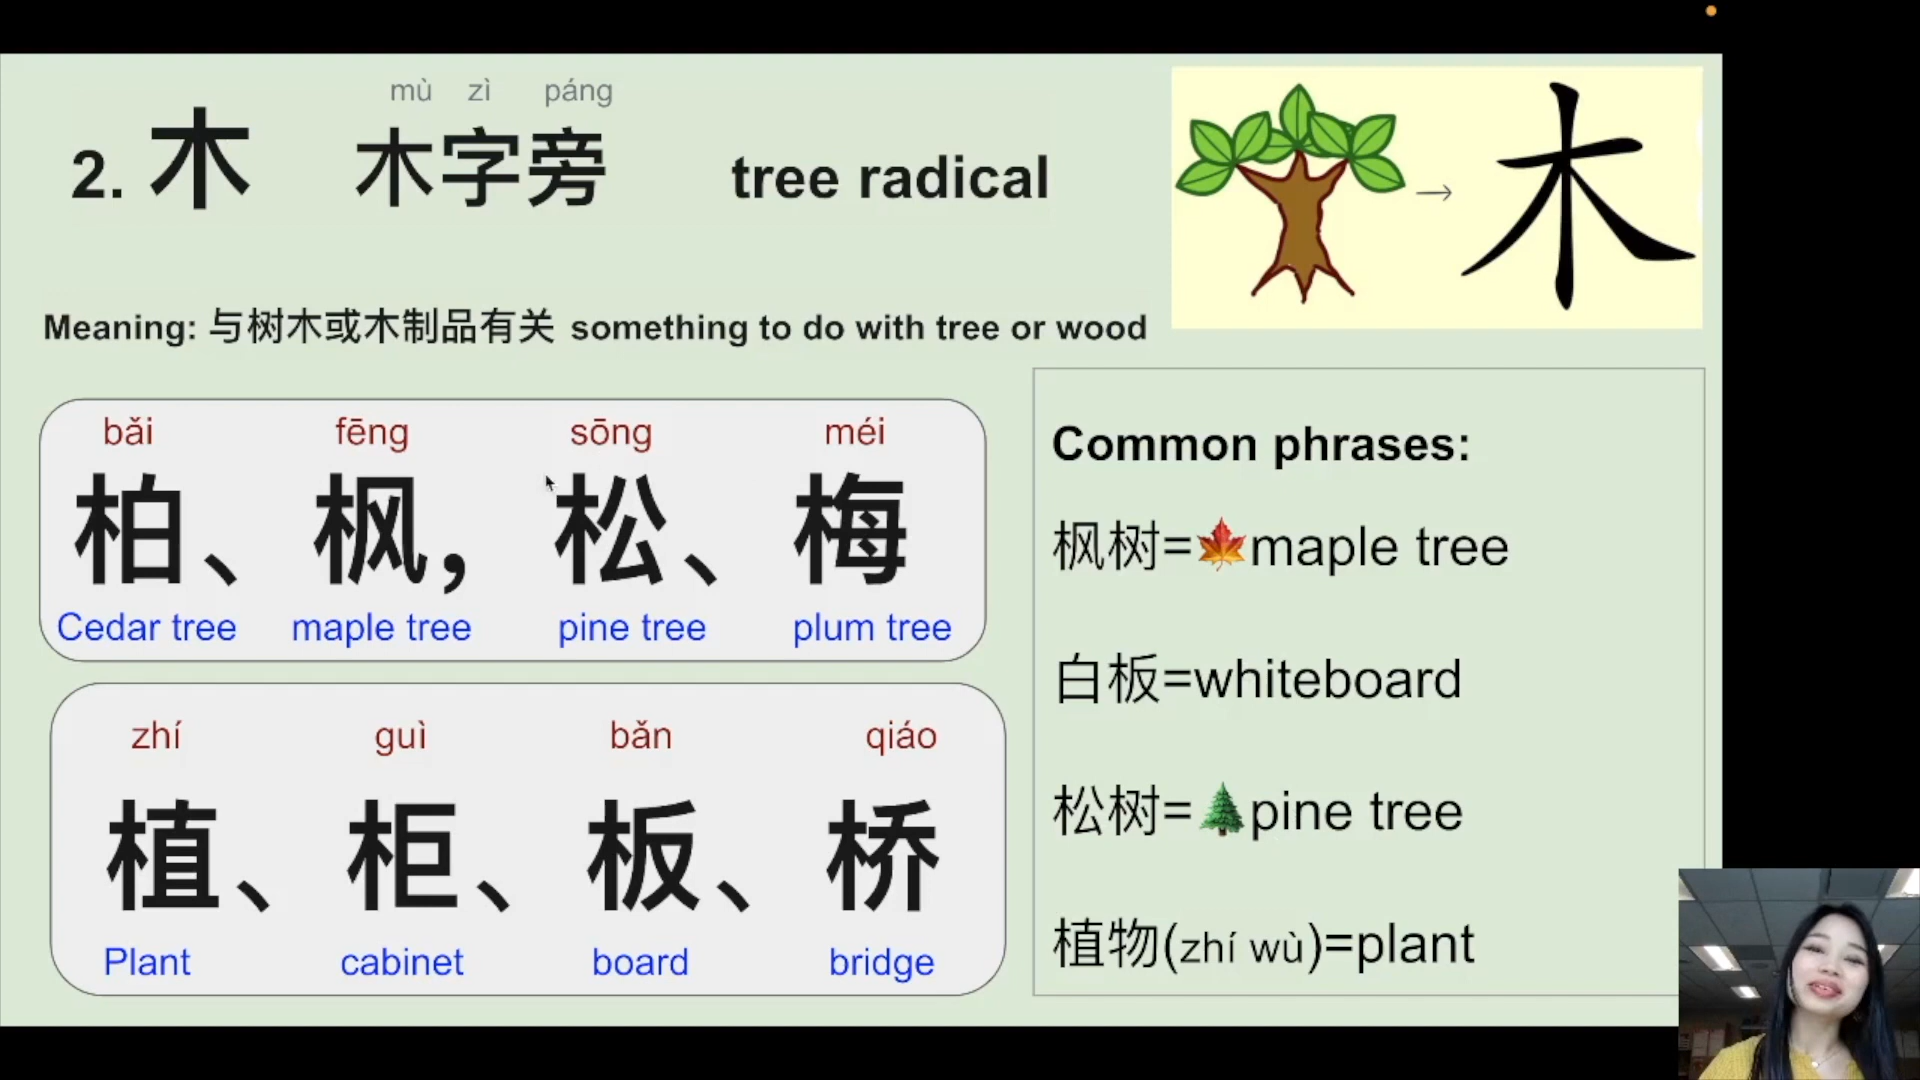 mù zì páng
2. 木 木字旁 tree radical
木
Meaning: 与树木或木制品有关 something to do with tree or wood
bǎi fēng sōng méi
柏、枫, 松、梅
Cedar tree maple tree pine tree plum tree
zhí guì bǎn qiáo
植、柜、板、桥
Plant cabinet board bridge
Common phrases:
枫树=🍁maple tree
白板=whiteboard
松树=🌲pine tree
植物(zhí wù)=plant